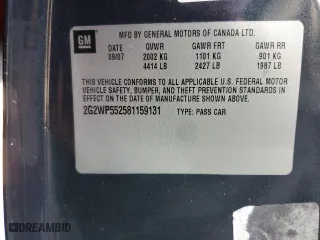 GM
MFD BY GENERAL MOTORS OF CANADA LTD.
DATE GVWR GAWR FRT GAWR RR
09/07 2002 KG 1101 KG 901 KG
4414 LB 2427 LB 1987 LB
THIS VEHICLE CONFORMS TO ALL APPLICABLE U.S. FEDERAL MOTOR
VEHICLE SAFETY, BUMPER, AND THEFT PREVENTION STANDARDS IN
EFFECT ON THE DATE OF MANUFACTURE SHOWN ABOVE.
2G2WP552581159131 TYPE: PASS CAR